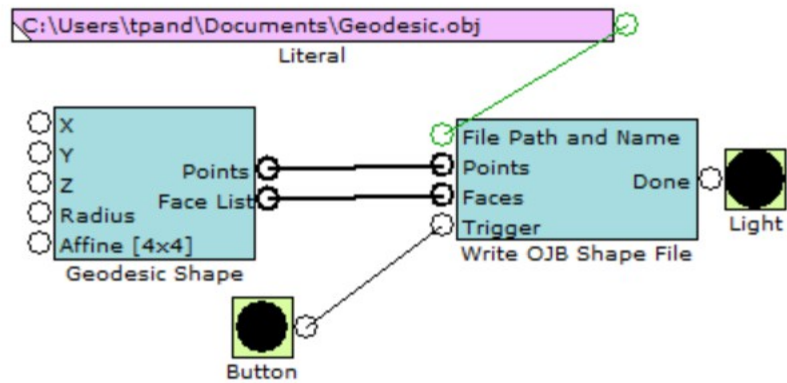 C:\Users\tpand\Documents\Geodesic.obj
Literal
X
Y
Z
Radius
Affine [4x4]
Points
Face List
Geodesic Shape
File Path and Name
Points
Faces
Trigger
Done
Write OJB Shape File
Light
Button